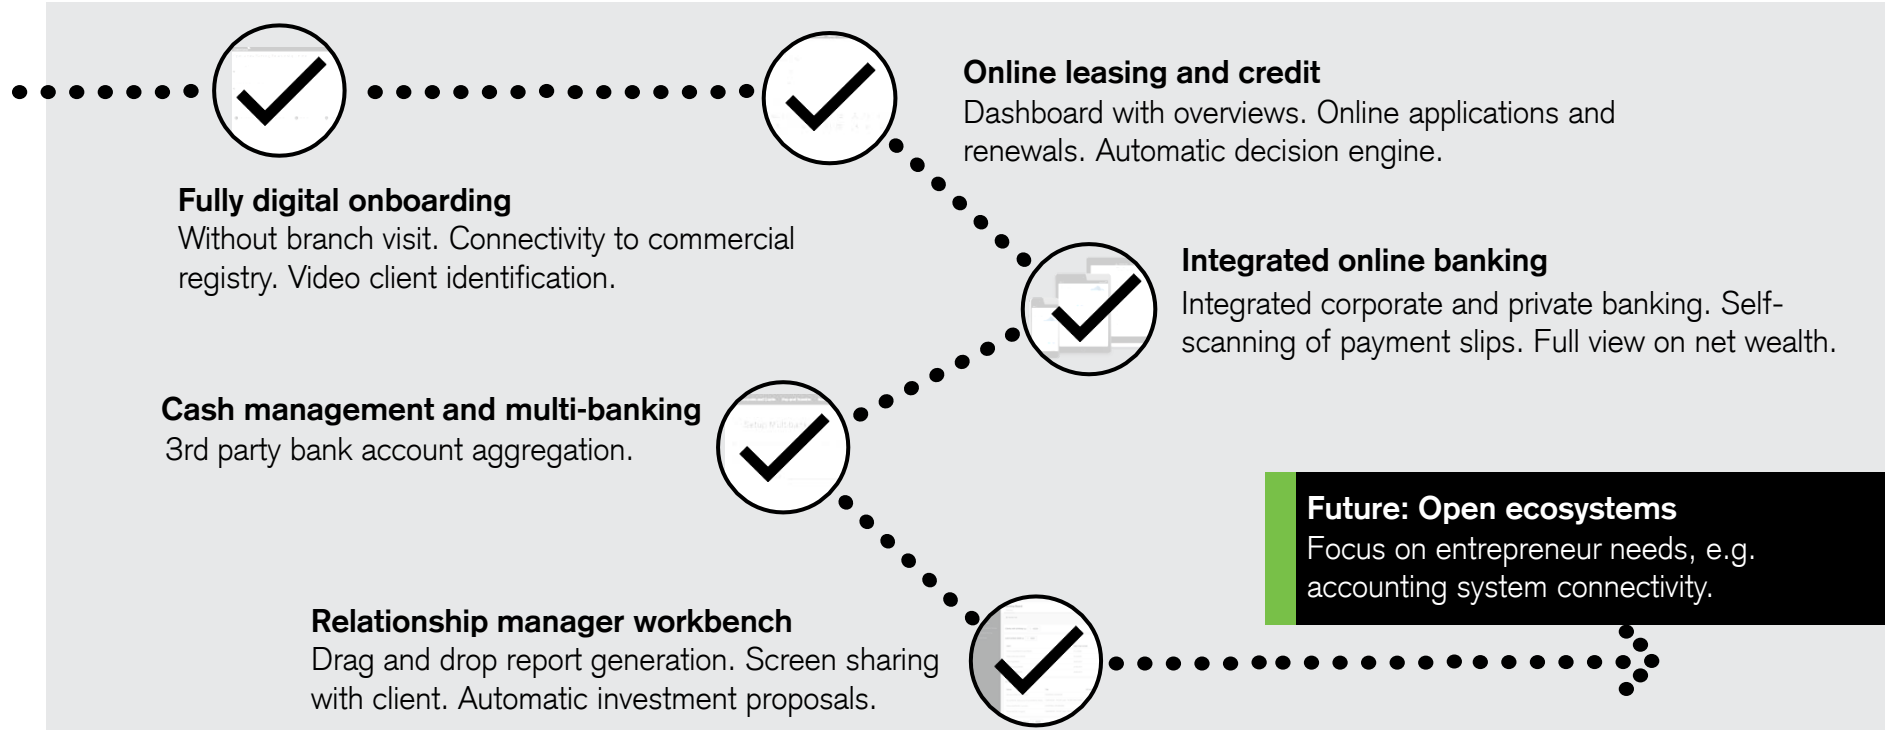 Online leasing and credit
Dashboard with overviews. Online applications and
renewals. Automatic decision engine.
Fully digital onboarding
Without branch visit. Connectivity to commercial
registry. Video client identification.
Integrated online banking
Integrated corporate and private banking. Self-
scanning of payment slips. Full view on net wealth.
Cash management and multi-banking
3rd party bank account aggregation.
Future: Open ecosystems
Focus on entrepreneur needs, e.g.
accounting system connectivity.
Relationship manager workbench
Drag and drop report generation. Screen sharing
with client. Automatic investment proposals.